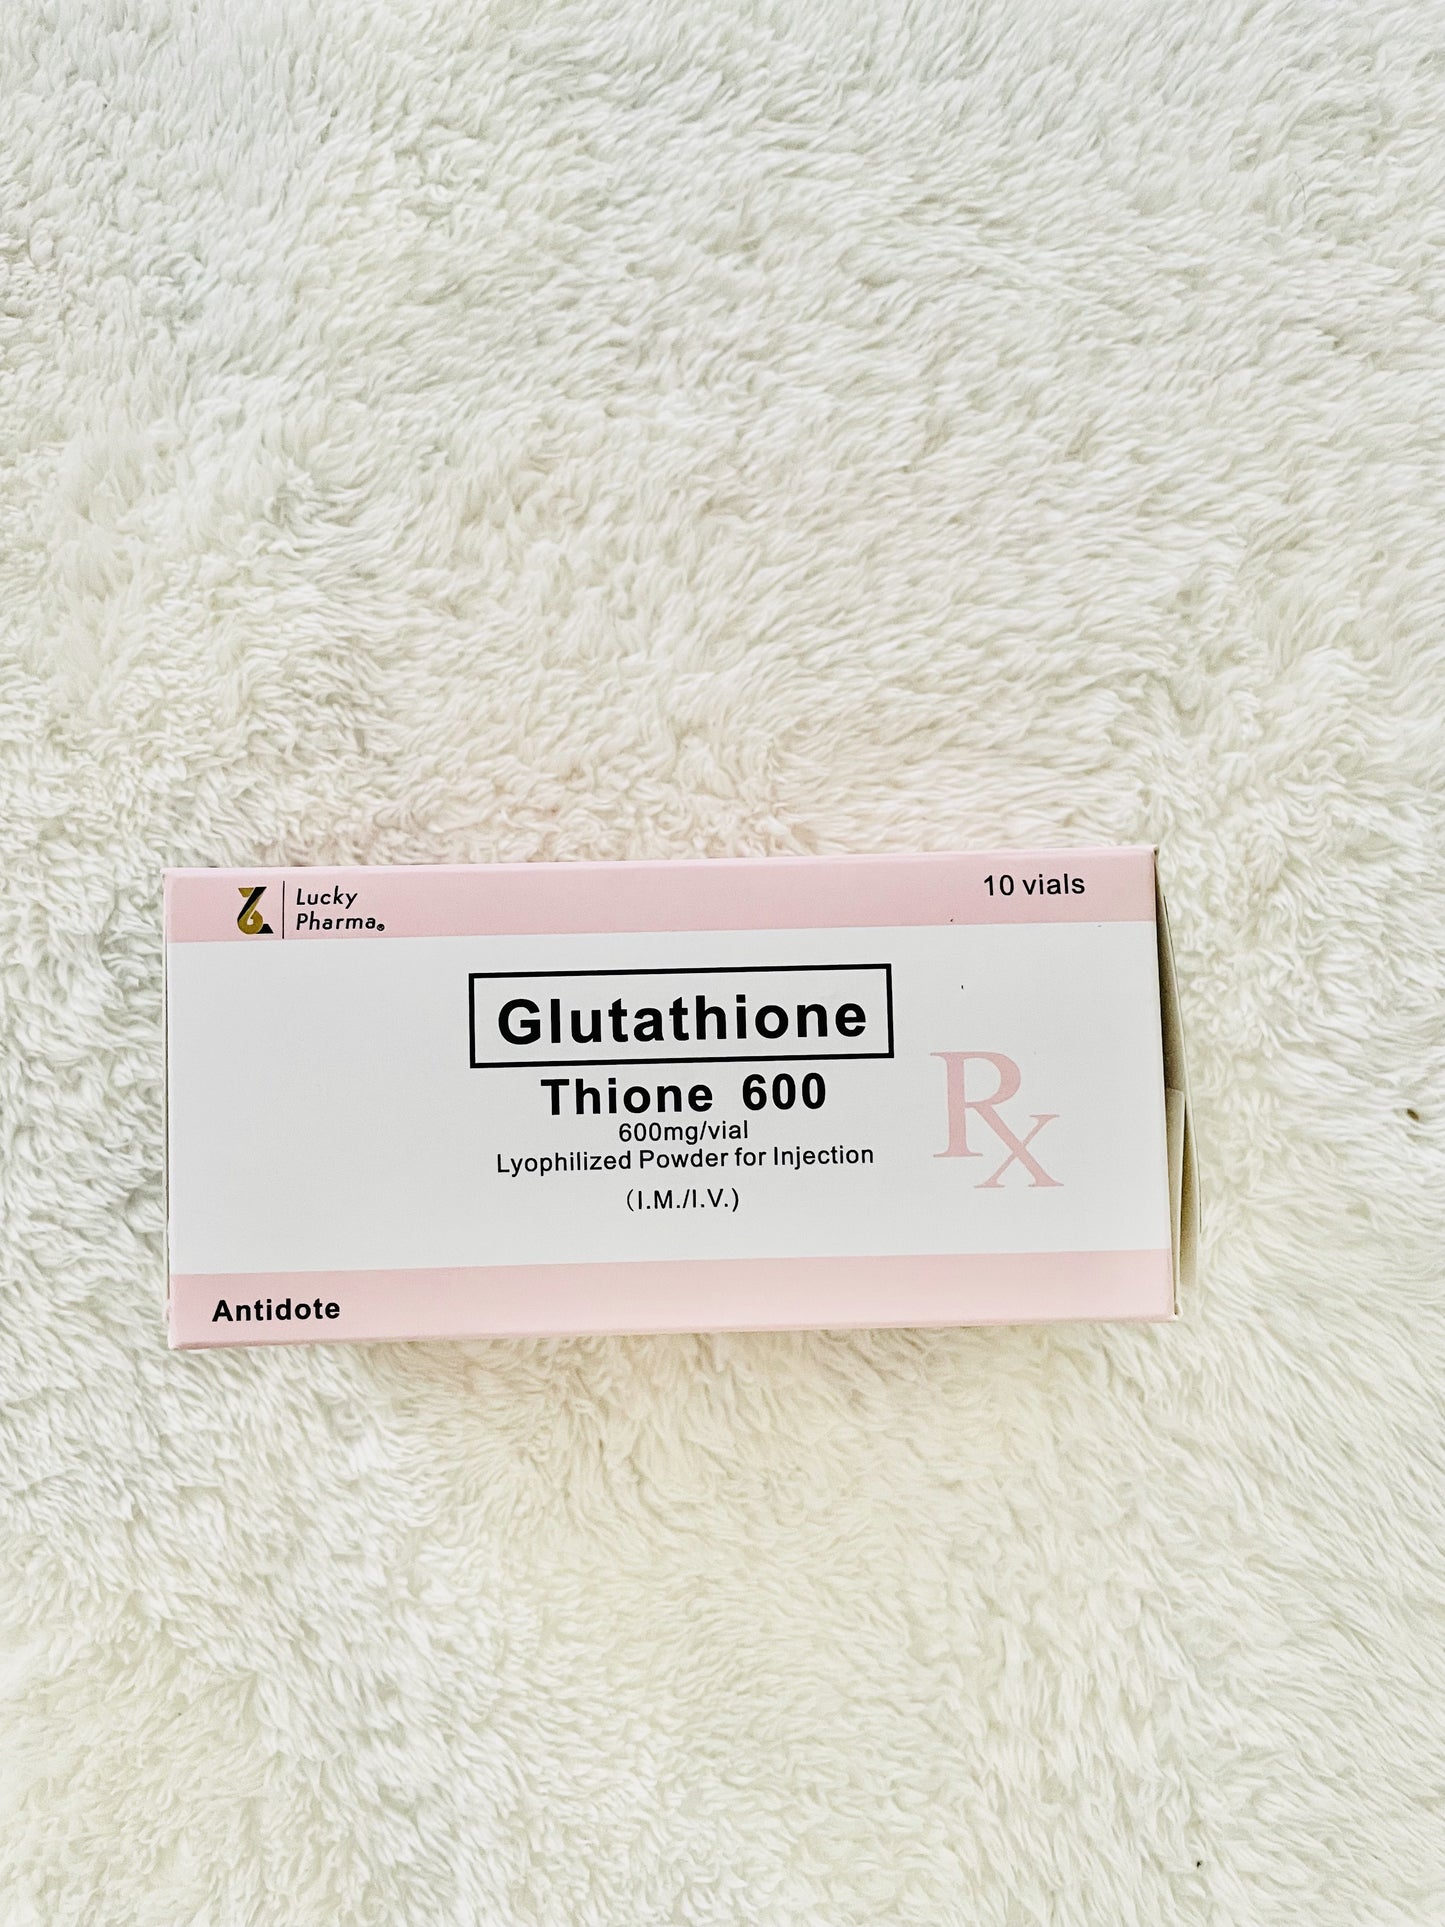 Lucky
Pharma®
10 vials
Glutathione
Thione 600
600mg/vial
Lyophilized Powder for Injection
(I.M./I.V.)
Rx
Antidote